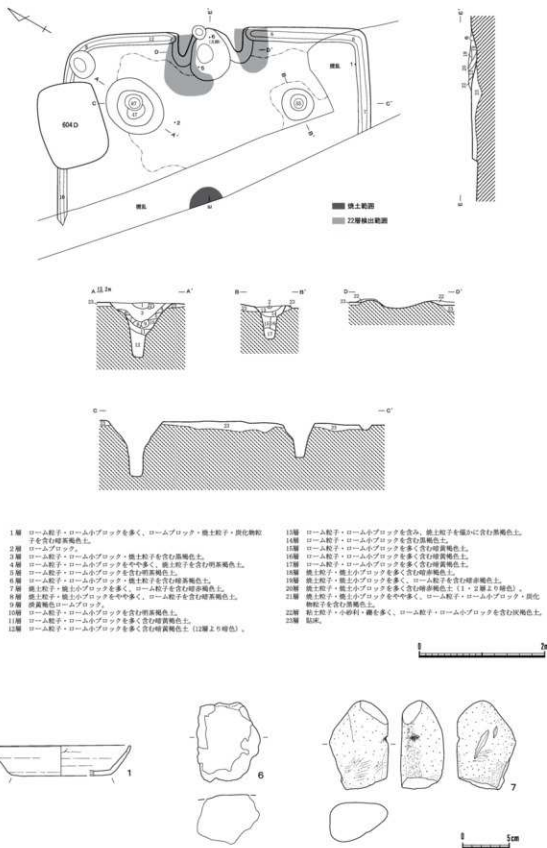 604 D
攪乱
攪乱
焼土範囲
22層検出範囲
A 12.2m
A'
B
B'
D
D'
C
C'
23
23
1層 ローム粒子・ローム小ブロックを多く、ロームブロック・焼土粒子・炭化物粒
子を含む暗茶褐色土。
2層 ロームブロック。
3層 ローム粒子・ローム小ブロック・焼土粒子を含む黒褐色土。
4層 ローム粒子・ローム小ブロックをやや多く、焼土粒子を含む明茶褐色土。
5層 ローム粒子・ローム小ブロックを含む明茶褐色土。
6層 ローム粒子・ローム小ブロック・焼土粒子を含む暗茶褐色土。
7層 焼土粒子・焼土小ブロックを多く、ローム粒子を含む暗赤褐色土。
8層 焼土粒子・焼土小ブロックをやや多く、ローム粒子を含む暗茶褐色土。
9層 淡黄褐色ロームブロック。
10層 ローム粒子・ローム小ブロックを含む明茶褐色土。
11層 ローム粒子・ローム小ブロックを多く含む暗黄褐色土。
12層 ローム粒子・ローム小ブロックを多く含む暗黄褐色土(12層より暗色)。
13層 ローム粒子・ローム小ブロックを含み、焼土粒子を僅かに含む黒褐色土。
14層 ローム粒子・ローム小ブロックを含む黒褐色土。
15層 ローム粒子・ローム小ブロックを多く含む暗黄褐色土。
16層 ローム粒子・ローム小ブロックを多く含む暗黄褐色土。
17層 ローム粒子・ローム小ブロックを多く含む暗黄褐色土。
18層 焼土粒子・焼土小ブロックを多く含む暗赤褐色土。
19層 焼土粒子・焼土小ブロックを多く、ローム粒子を含む暗赤褐色土。
20層 焼土粒子・焼土小ブロックを多く含む暗赤褐色土(1・2層より暗色)。
21層 焼土粒子・焼土小ブロックをやや多く、ローム粒子・ローム小ブロック・炭化
物粒子を含む黒褐色土。
22層 粘土粒子・小砂利・礫を多く、ローム粒子・ローム小ブロックを含む灰褐色土。
23層 貼床。
0 2m
1
6
7
0 5cm